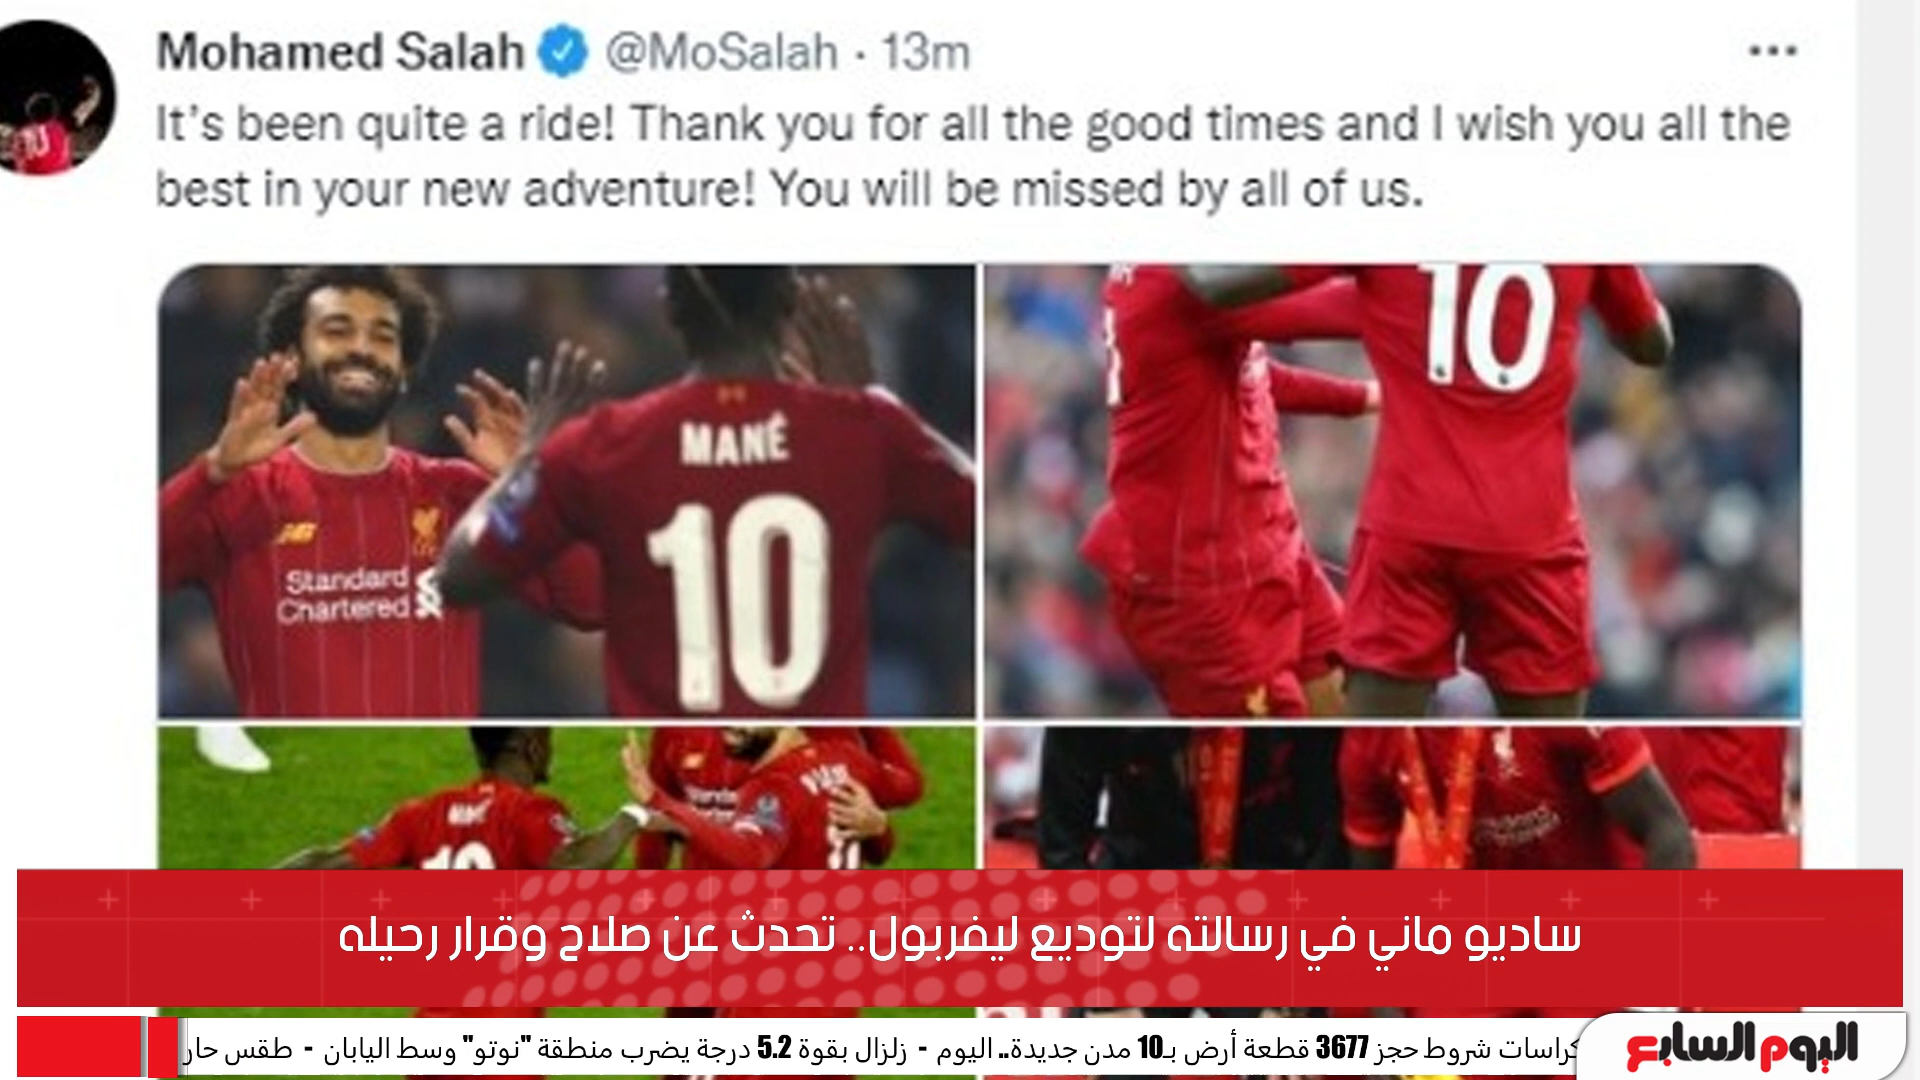 Mohamed Salah @MoSalah · 13m
It's been quite a ride! Thank you for all the good times and I wish you all the
best in your new adventure! You will be missed by all of us.
MANÉ
10
Standard
Chartered
10
ساديو ماني في رسالته لتوديع ليفربول.. تحدث عن صلاح وقرار رحيله
كراسات شروط حجز 3677 قطعة أرض بـ10 مدن جديدة.. اليوم - زلزال بقوة 5.2 درجة يضرب منطقة "نوتو" وسط اليابان - طقس حار
اليوم السابع